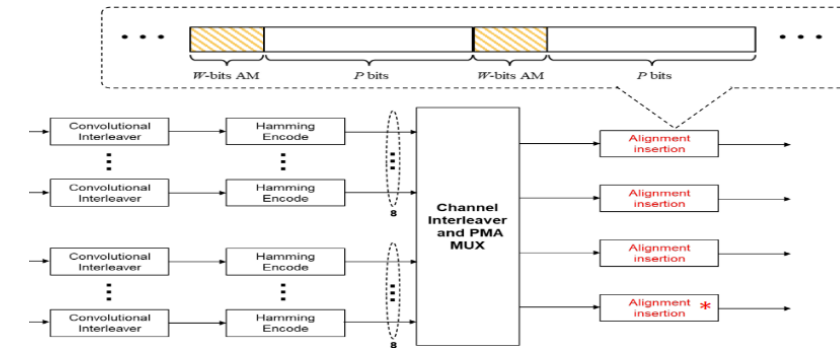 W-bits AM P bits W-bits AM P bits
Convolutional
Interleaver
Hamming
Encode
Alignment
insertion
Convolutional
Interleaver
Hamming
Encode
8
Alignment
insertion
Channel
Interleaver
and PMA
MUX
Convolutional
Interleaver
Hamming
Encode
Alignment
insertion
Convolutional
Interleaver
Hamming
Encode
8
Alignment
insertion *